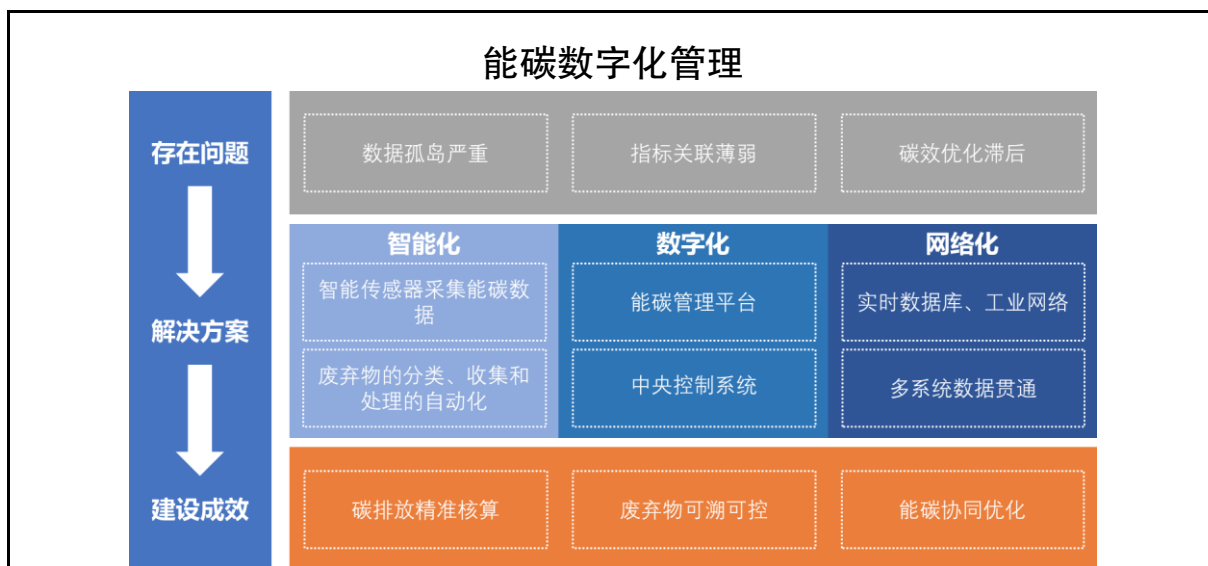 能碳数字化管理
存在问题
数据孤岛严重
指标关联薄弱
碳效优化滞后
解决方案
智能化
数字化
网络化
智能传感器采集能碳数
据
能碳管理平台
实时数据库、工业网络
废弃物的分类、收集和
处理的自动化
中央控制系统
多系统数据贯通
建设成效
碳排放精准核算
废弃物可溯可控
能碳协同优化